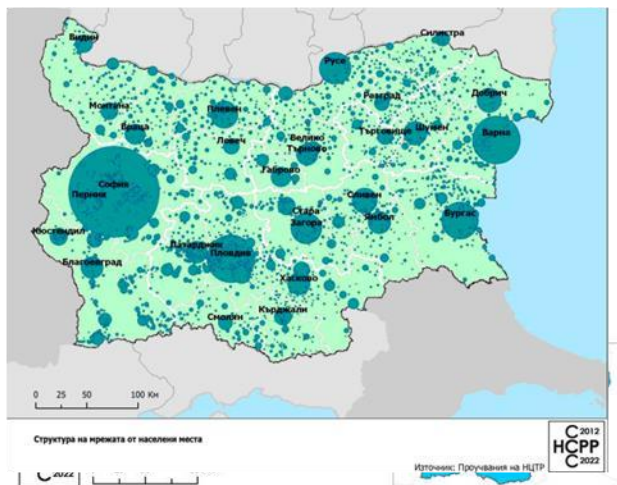 Силистра
Видин
Русе
Разград
Добрич
Монтана
Плевен
Враца
Ловеч
Велико
Търново
Търговище
Шумен
Варна
Габрово
София
Перник
Сливен
Стара
Загора
Ямбол
Бургас
Кюстендил
Пазарджик
Пловдив
Благоевград
Хасково
Смолян
Кърджали
0 25 50 100 Км
Структура на мрежата от населени места
C 2012
НСРР
C 2022
Източник: Проучвания на НЦТР
C 2022